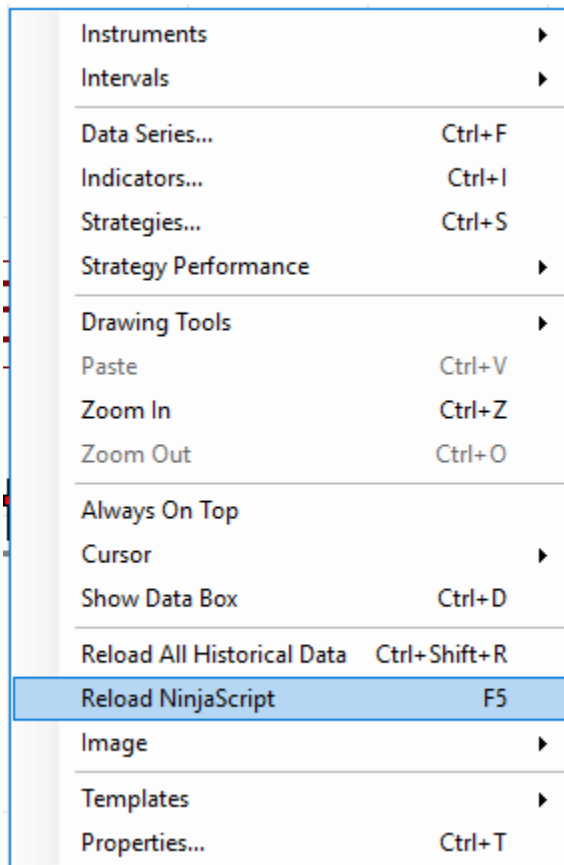 Instruments
Intervals
Data Series... Ctrl+F
Indicators... Ctrl+I
Strategies... Ctrl+S
Strategy Performance
Drawing Tools
Paste Ctrl+V
Zoom In Ctrl+Z
Zoom Out Ctrl+O
Always On Top
Cursor
Show Data Box Ctrl+D
Reload All Historical Data Ctrl+Shift+R
Reload NinjaScript F5
Image
Templates
Properties... Ctrl+T